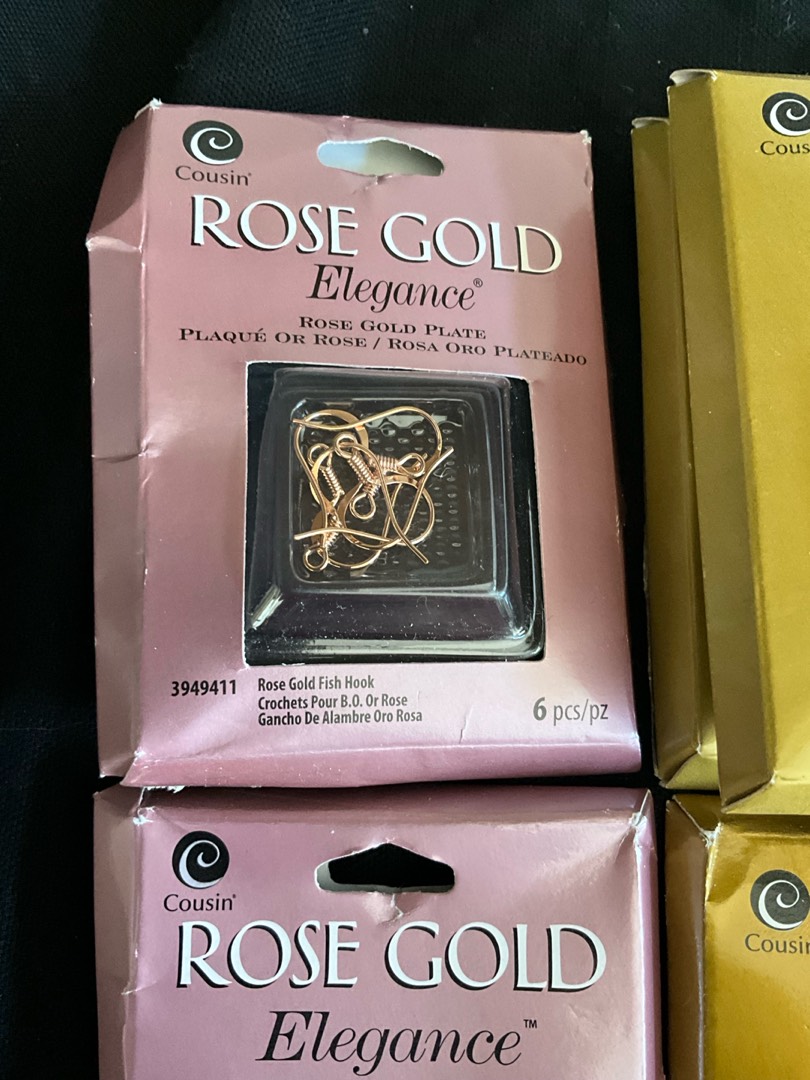 Cousin®
ROSE GOLD
Elegance®
ROSE GOLD PLATE
PLAQUÉ OR ROSE / ROSA ORO PLATEADO
3949411
Rose Gold Fish Hook
Crochets Pour B.O. Or Rose
Gancho De Alambre Oro Rosa
6 pcs/pz
Cousin®
ROSE GOLD
Elegance™
Cous
Cousin